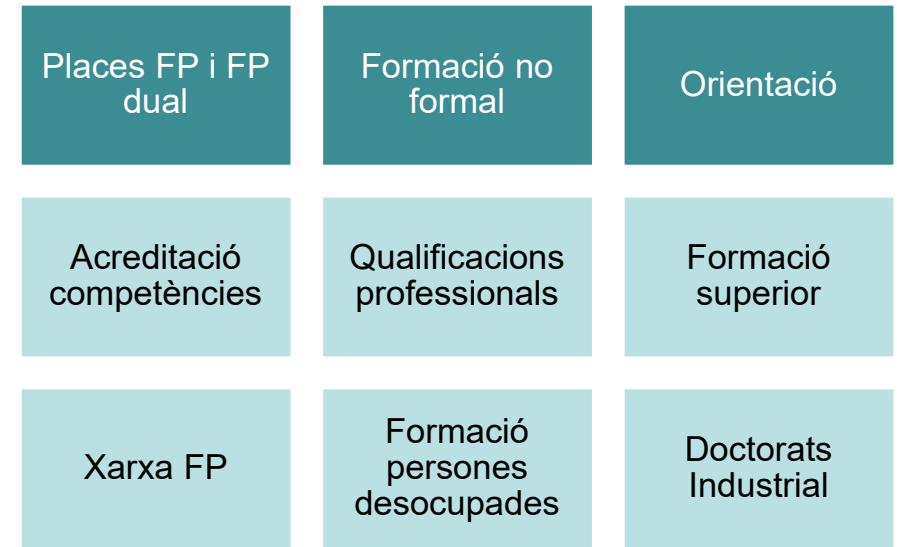 Places FP i FP
dual
Formació no
formal
Orientació
Acreditació
competències
Qualificacions
professionals
Formació
superior
Xarxa FP
Formació
persones
desocupades
Doctorats
Industrial